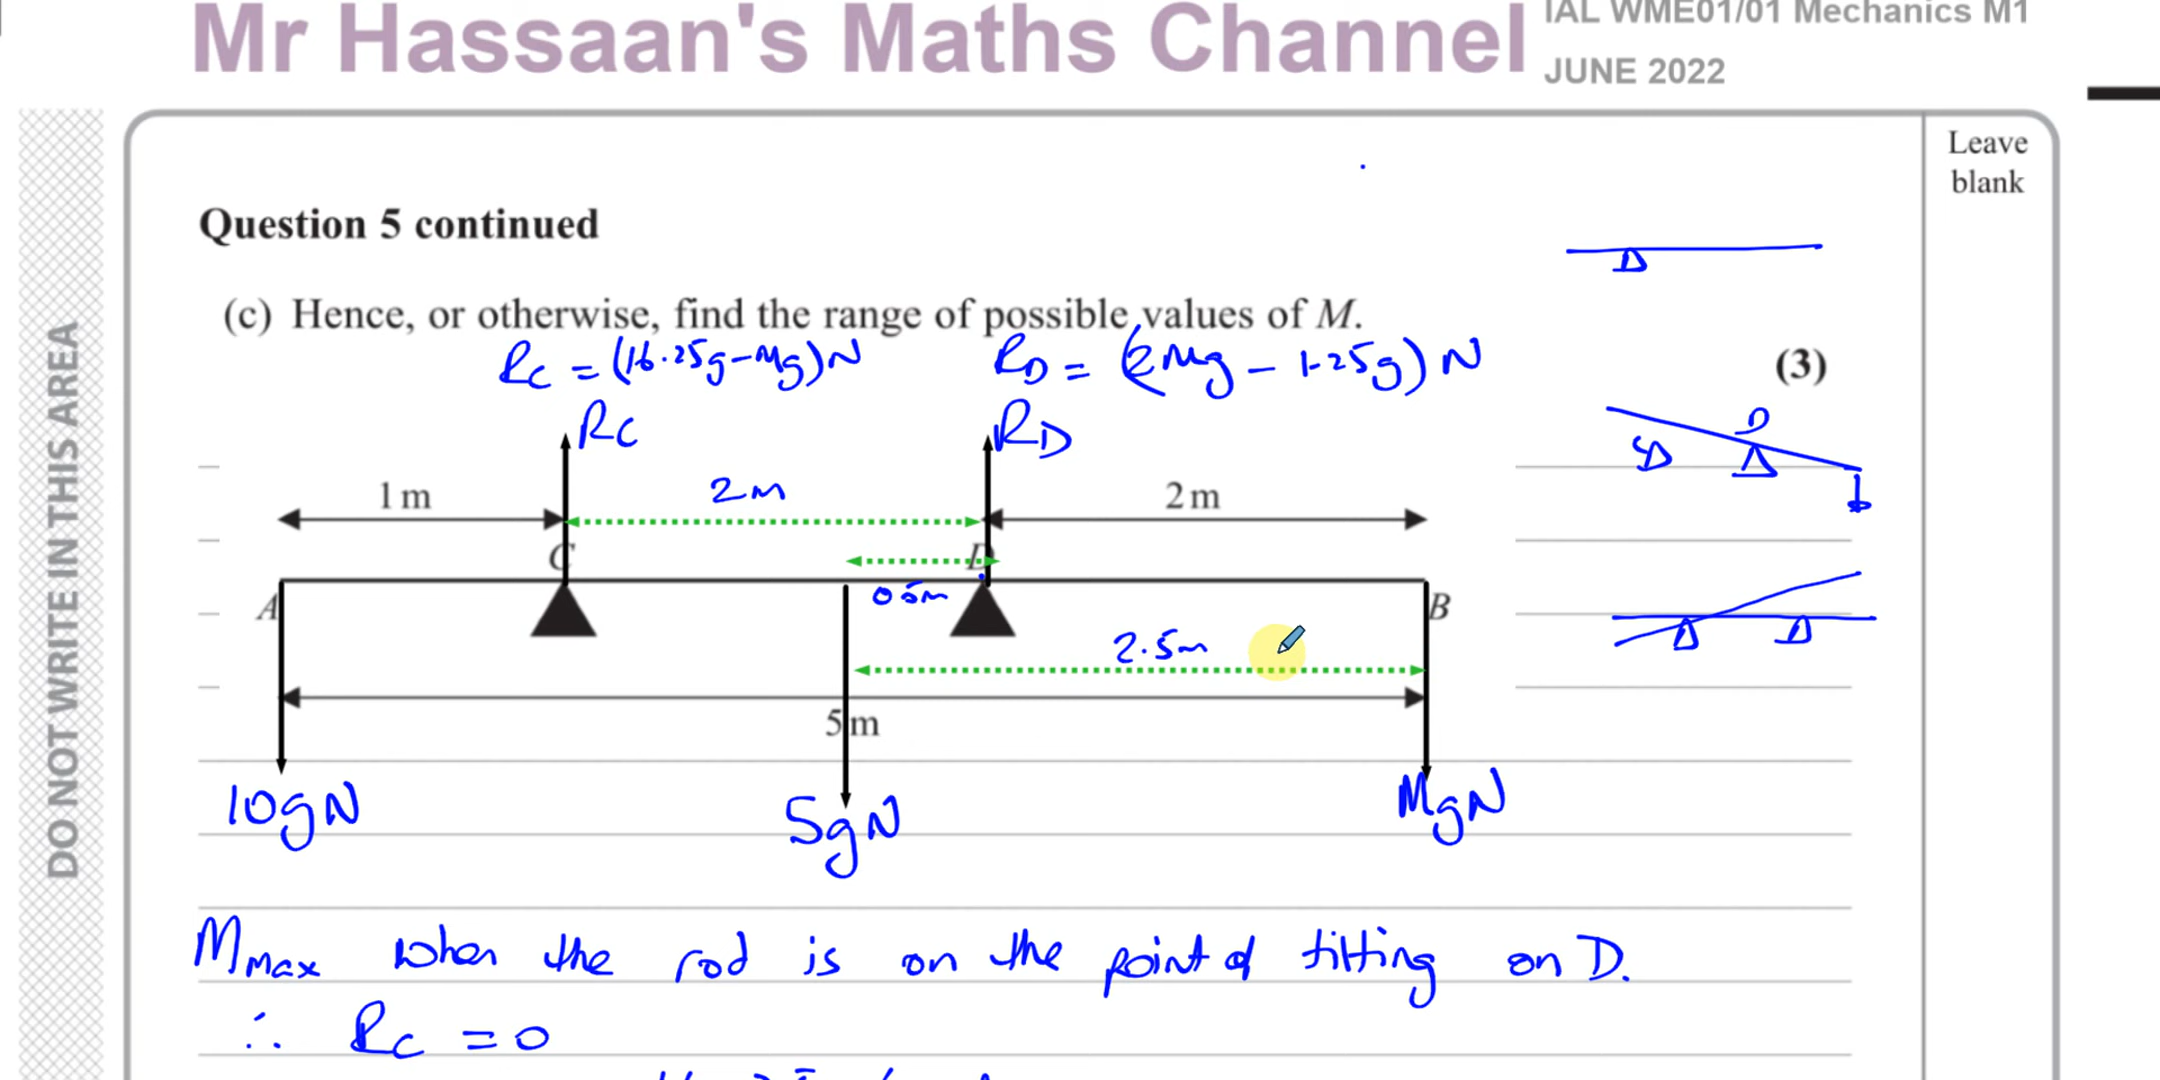 Mr Hassaan's Maths Channel
IAL WME01/01 Mechanics M1
JUNE 2022
Leave
blank
DO NOT WRITE IN THIS AREA
Question 5 continued
(c) Hence, or otherwise, find the range of possible values of M.
(3)
Rc = (16.25g-Mg)N
RD = (2Mg - 1.25g) N
Rc
RD
1 m
2m
2 m
C
D
A
0.5m
B
2.5m
5 m
10gN
5gN
MgN
D
Mmax when the rod is on the point of tilting on D.
∴ Rc = 0